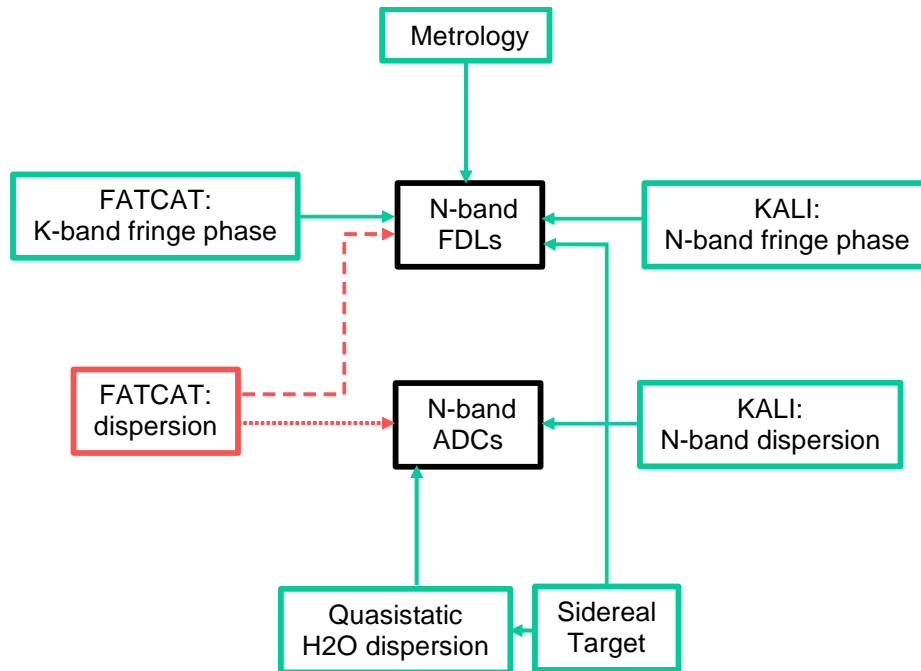 Metrology
FATCAT:
K-band fringe phase
N-band
FDLs
KALI:
N-band fringe phase
FATCAT:
dispersion
N-band
ADCs
KALI:
N-band dispersion
Quasistatic
H2O dispersion
Sidereal
Target